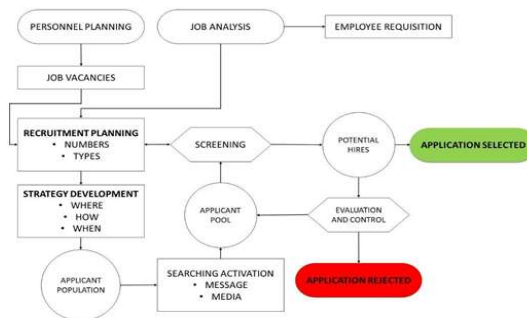 PERSONNEL PLANNING
JOB ANALYSIS
EMPLOYEE REQUISITION
JOB VACANCIES
RECRUITMENT PLANNING
• NUMBERS
• TYPES
SCREENING
POTENTIAL
HIRES
APPLICATION SELECTED
STRATEGY DEVELOPMENT
• WHERE
• HOW
• WHEN
APPLICANT
POOL
EVALUATION
AND CONTROL
APPLICANT
POPULATION
SEARCHING ACTIVATION
• MESSAGE
• MEDIA
APPLICATION REJECTED